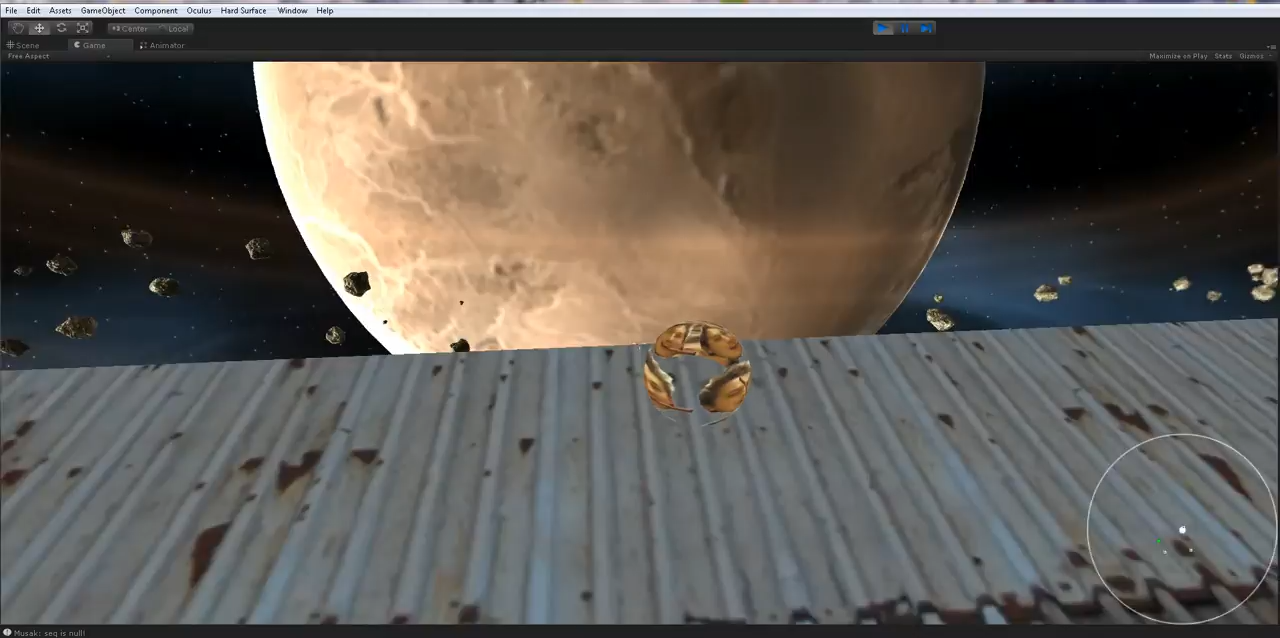 File Edit Assets GameObject Component Oculus Hard Surface Window Help
Center Local
Scene Game Animator
Free Aspect Maximize on Play Stats Gizmos
Musak: seq is null!